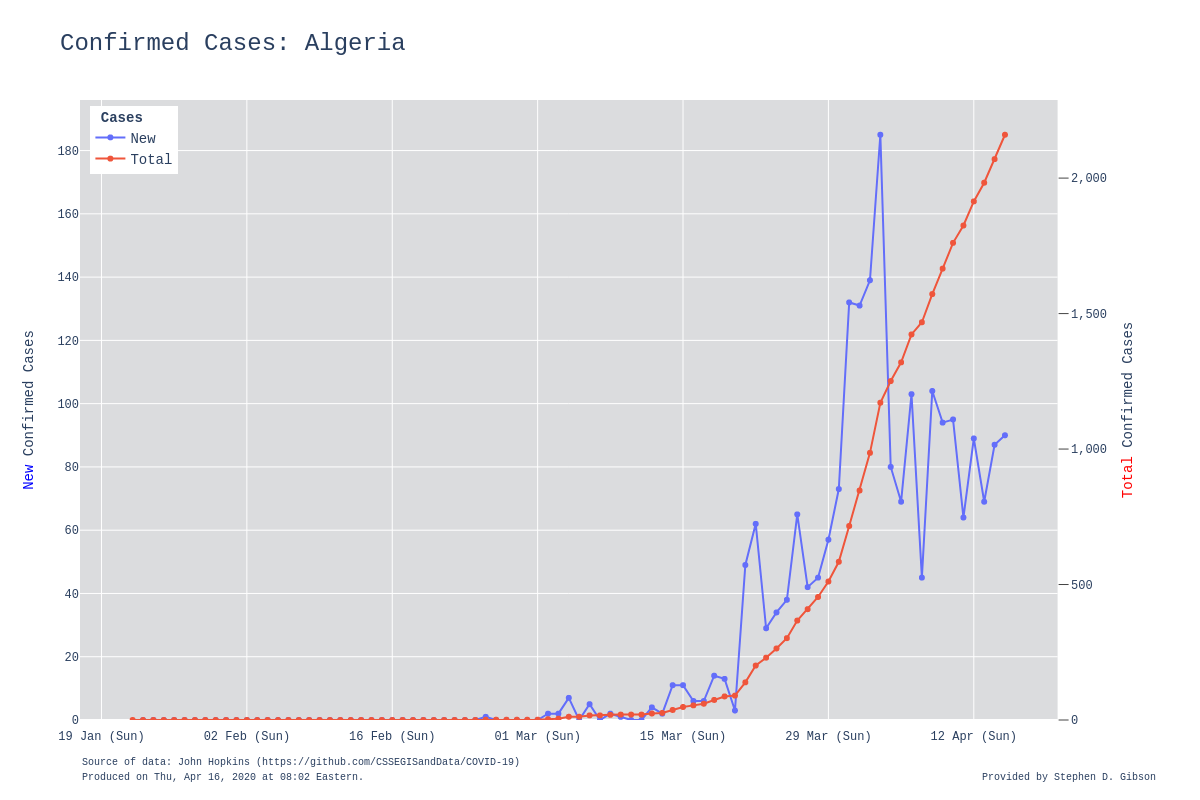 Confirmed Cases: Algeria
Cases
New
Total
180
160
140
120
100
80
60
40
20
0
New Confirmed Cases
2,000
1,500
1,000
500
0
Total Confirmed Cases
19 Jan (Sun) 02 Feb (Sun) 16 Feb (Sun) 01 Mar (Sun) 15 Mar (Sun) 29 Mar (Sun) 12 Apr (Sun)
Source of data: John Hopkins (https://github.com/CSSEGISandData/COVID-19)
Produced on Thu, Apr 16, 2020 at 08:02 Eastern.
Provided by Stephen D. Gibson